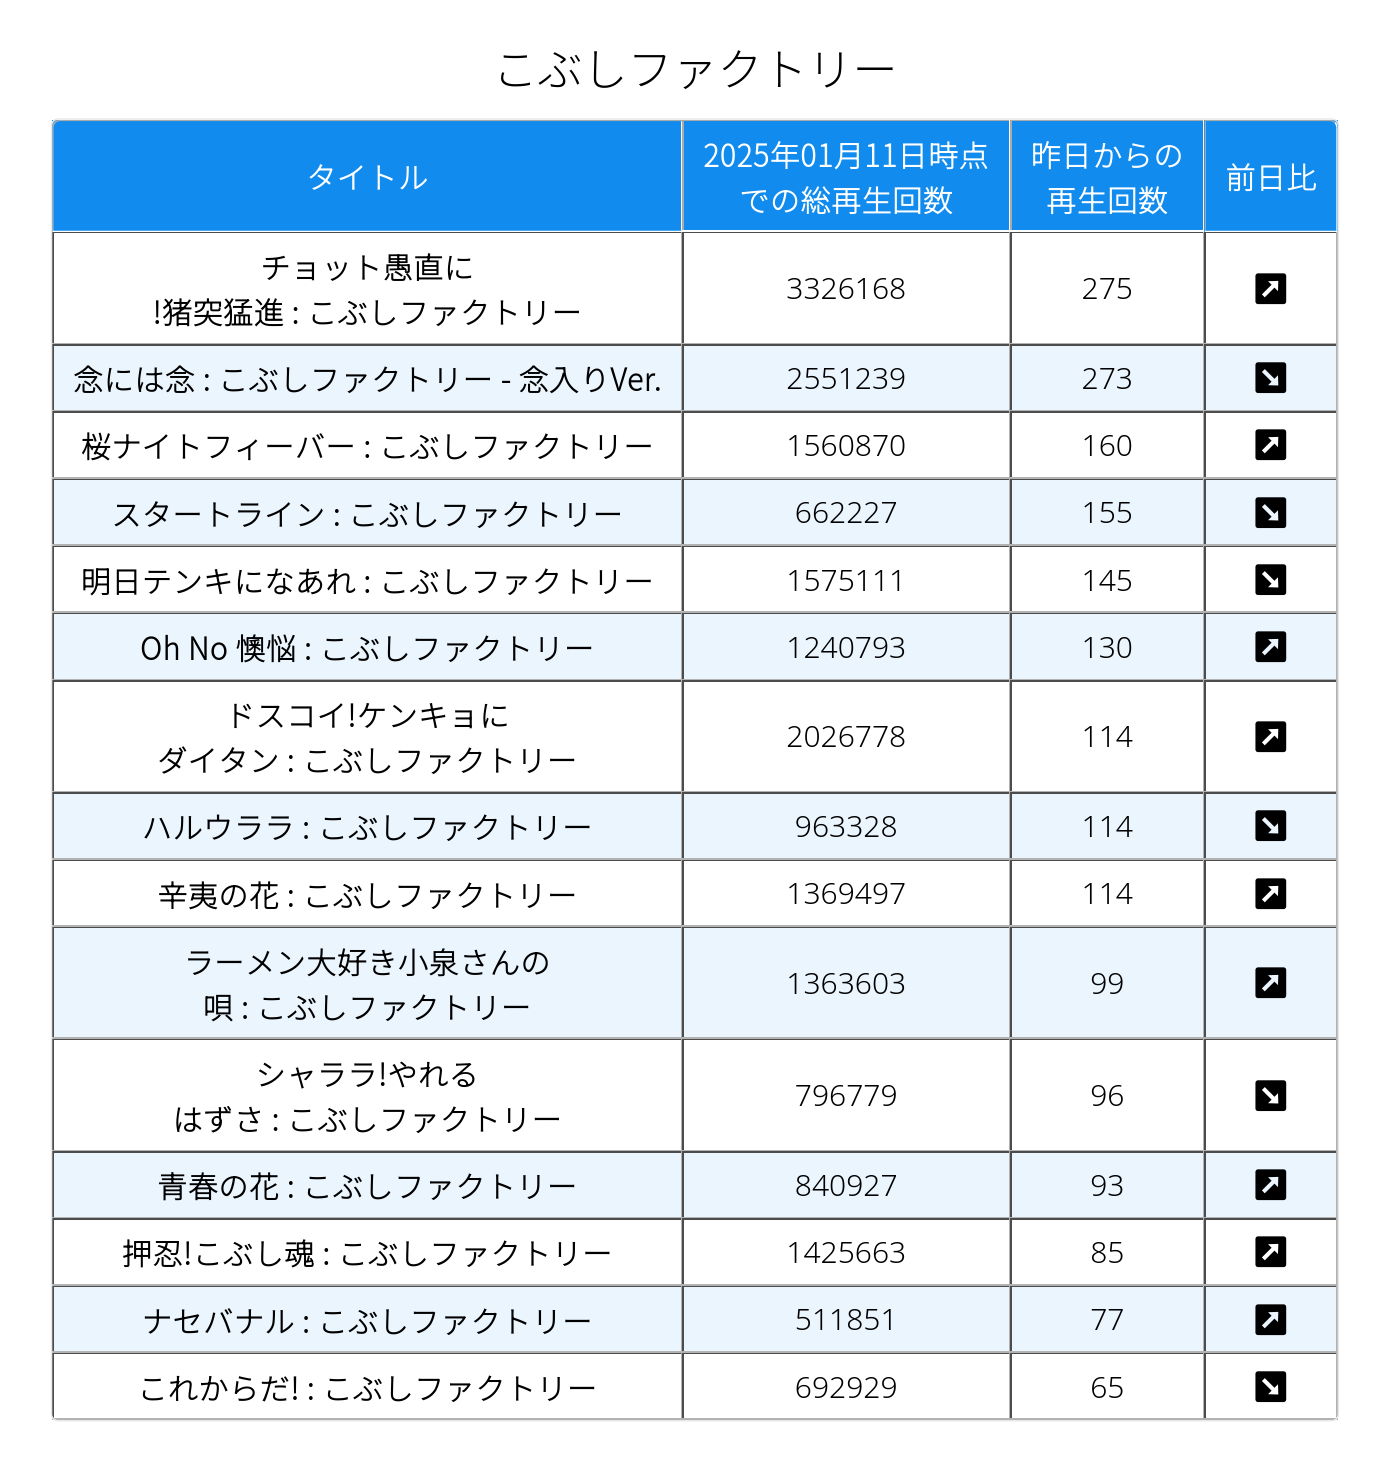 こぶしファクトリー
タイトル
2025年01月11日時点
での総再生回数
昨日からの
再生回数
前日比
チョット愚直に
!猪突猛進 : こぶしファクトリー
3326168
275
念には念 : こぶしファクトリー - 念入りVer.
2551239
273
桜ナイトフィーバー : こぶしファクトリー
1560870
160
スタートライン : こぶしファクトリー
662227
155
明日テンキになあれ : こぶしファクトリー
1575111
145
Oh No 懊悩 : こぶしファクトリー
1240793
130
ドスコイ!ケンキョに
ダイタン : こぶしファクトリー
2026778
114
ハルウララ : こぶしファクトリー
963328
114
辛夷の花 : こぶしファクトリー
1369497
114
ラーメン大好き小泉さんの
唄 : こぶしファクトリー
1363603
99
シャララ!やれる
はずさ : こぶしファクトリー
796779
96
青春の花 : こぶしファクトリー
840927
93
押忍!こぶし魂 : こぶしファクトリー
1425663
85
ナセバナル : こぶしファクトリー
511851
77
これからだ! : こぶしファクトリー
692929
65